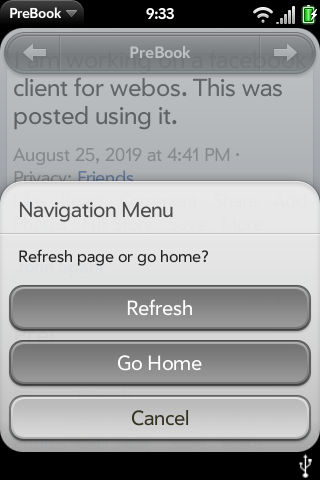 PreBook
9:33
PreBook
I am working on a facebook
client for webos. This was
posted using it.
August 25, 2019 at 4:41 PM ·
Privacy: Friends
Navigation Menu
Refresh page or go home?
Refresh
Go Home
Cancel